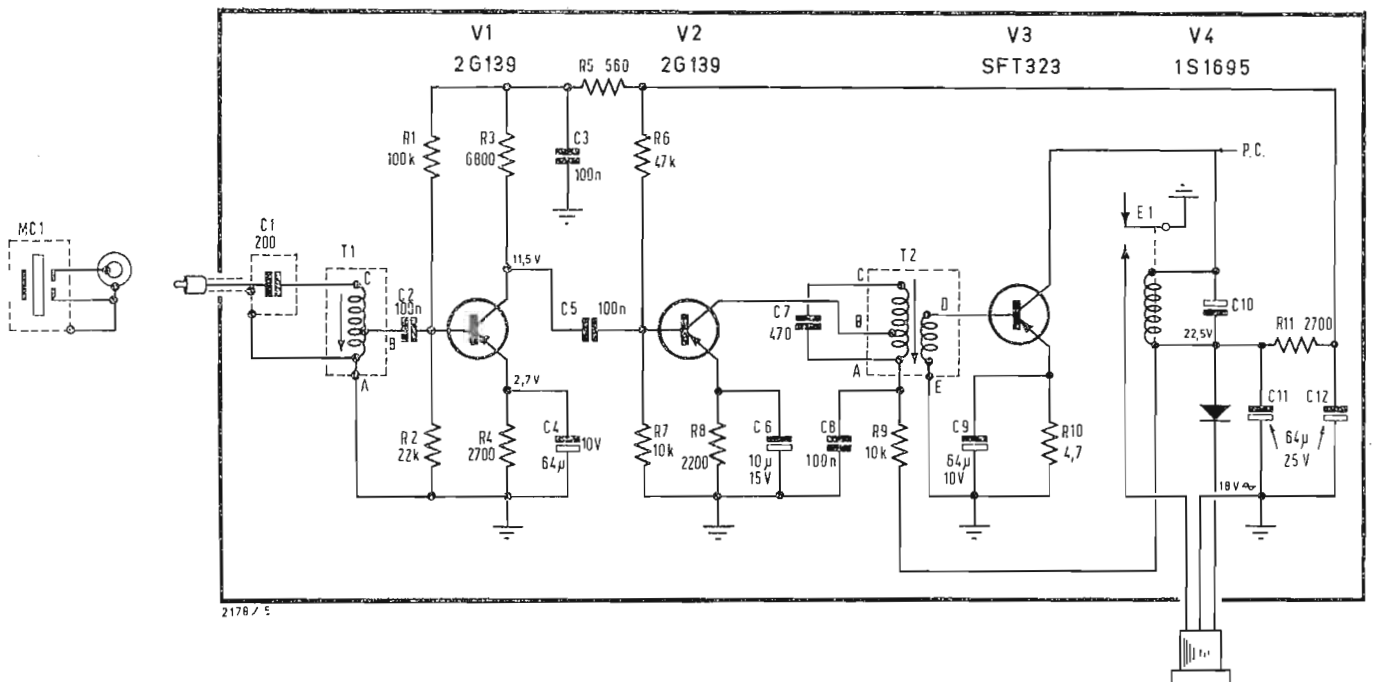 V1
2G139
V2
2G139
V3
SFT323
V4
1S1695
R5 560
R1
100k
R3
6800
C3
100n
R6
47k
P.C.
E1
MC1
C1
200
T1
C
C2
100n
B
A
11,5 V
C5
100n
C7
470
T2
C
B
A
D
E
C10
22,5V
R11 2700
2,7 V
R2
22k
R4
2700
C4
10V
64µ
R7
10k
R8
2200
C6
10µ
15V
C8
100n
R9
10k
C9
64µ
10V
R10
4,7
C11
C12
64µ
25V
18V~
2178/5